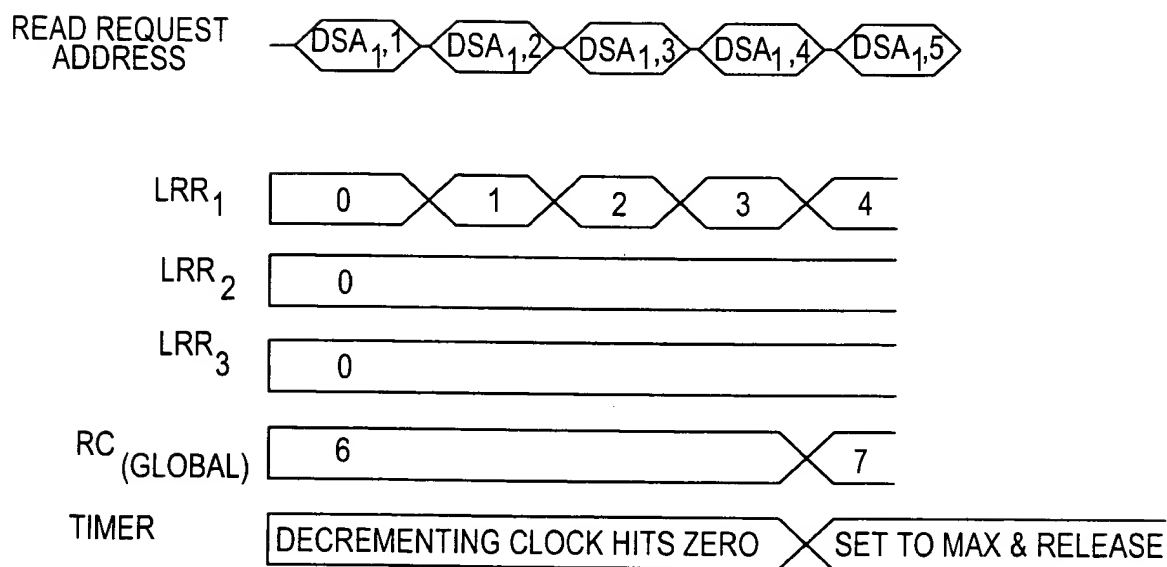 READ REQUEST
ADDRESS
DSA1,1 DSA1,2 DSA1,3 DSA1,4 DSA1,5
LRR1 0 1 2 3 4
LRR2 0
LRR3 0
RC (GLOBAL) 6 7
TIMER DECREMENTING CLOCK HITS ZERO SET TO MAX & RELEASE